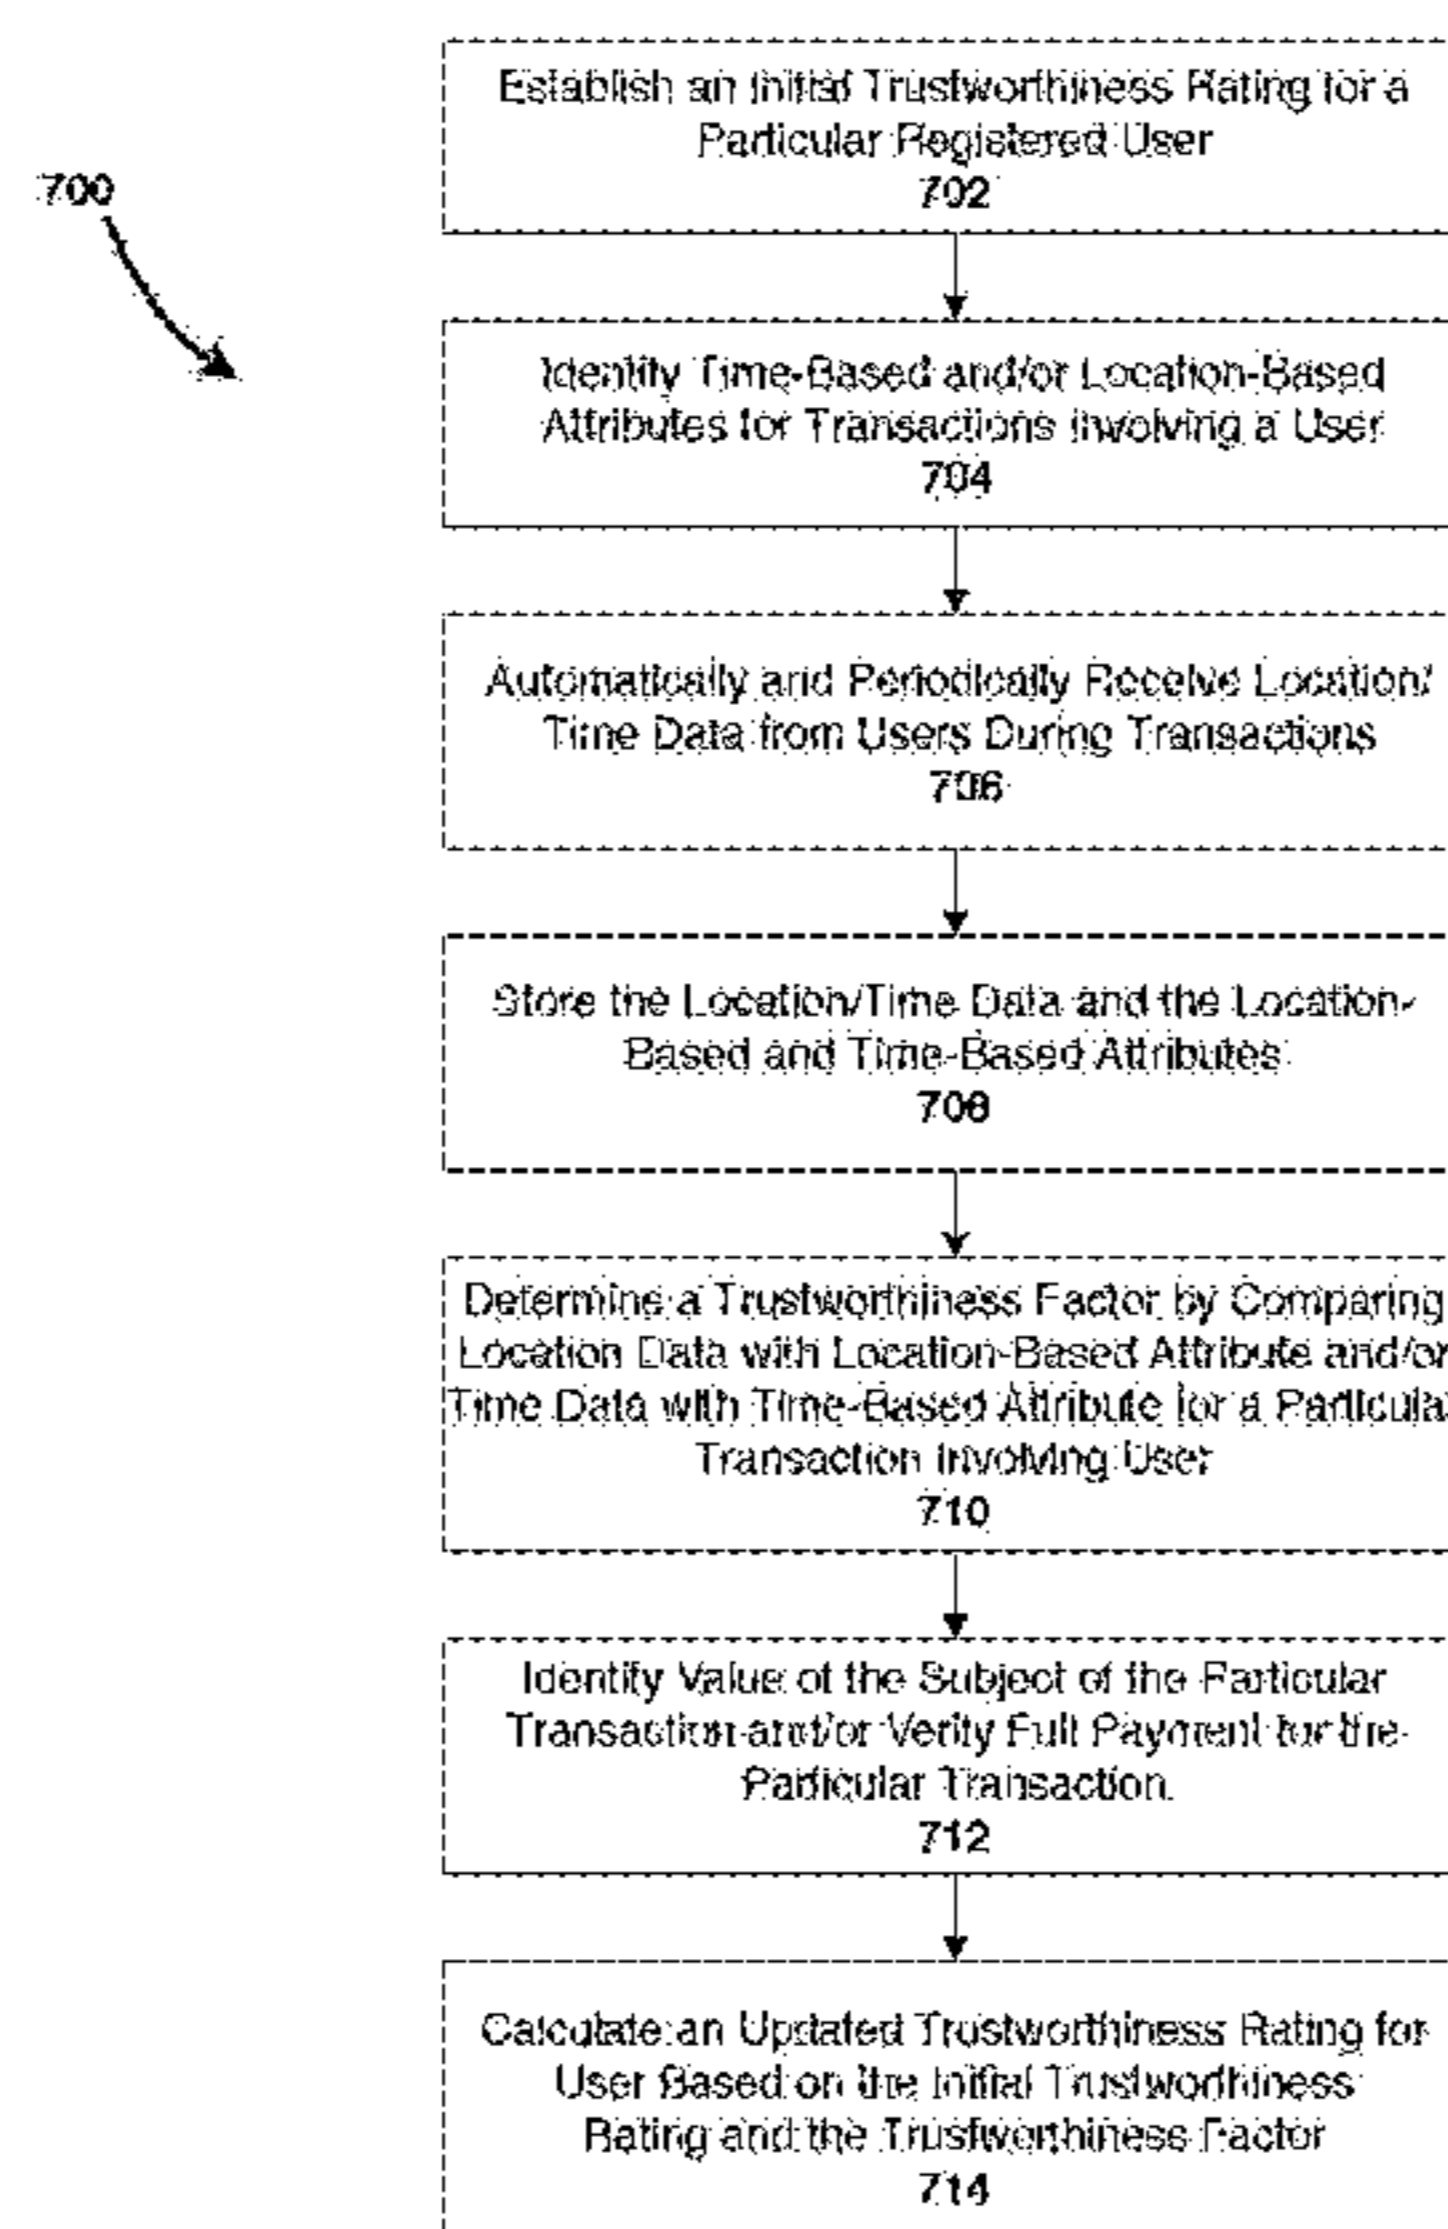 Establish an Initial Trustworthiness Rating for a
Particular Registered User
702
700
Identify Time-Based and/or Location-Based
Attributes for Transactions Involving a User
704
Automatically and Periodically Receive Location/
Time Data from Users During Transactions
706
Store the Location/Time Data and the Location-
Based and Time-Based Attributes
708
Determine a Trustworthiness Factor by Comparing
Location Data with Location-Based Attribute and/or
Time Data with Time-Based Attribute for a Particula
Transaction Involving User
710
Identify Value of the Subject of the Particular
Transaction and/or Verify Full Payment for the
Particular Transaction
712
Calculate an Updated Trustworthiness Rating for
User Based on the Initial Trustworthiness
Rating and the Trustworthiness Factor
714